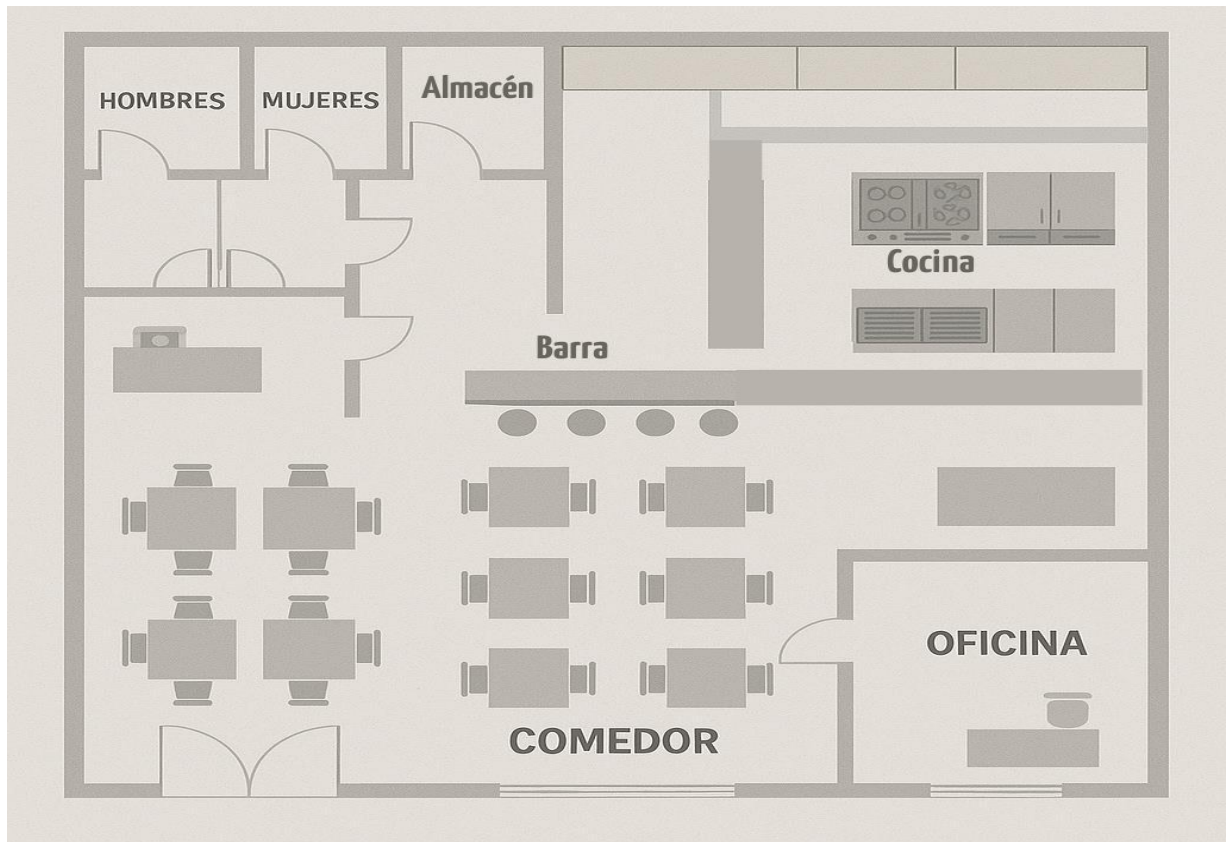 HOMBRES
MUJERES
Almacén
Cocina
Barra
OFICINA
COMEDOR